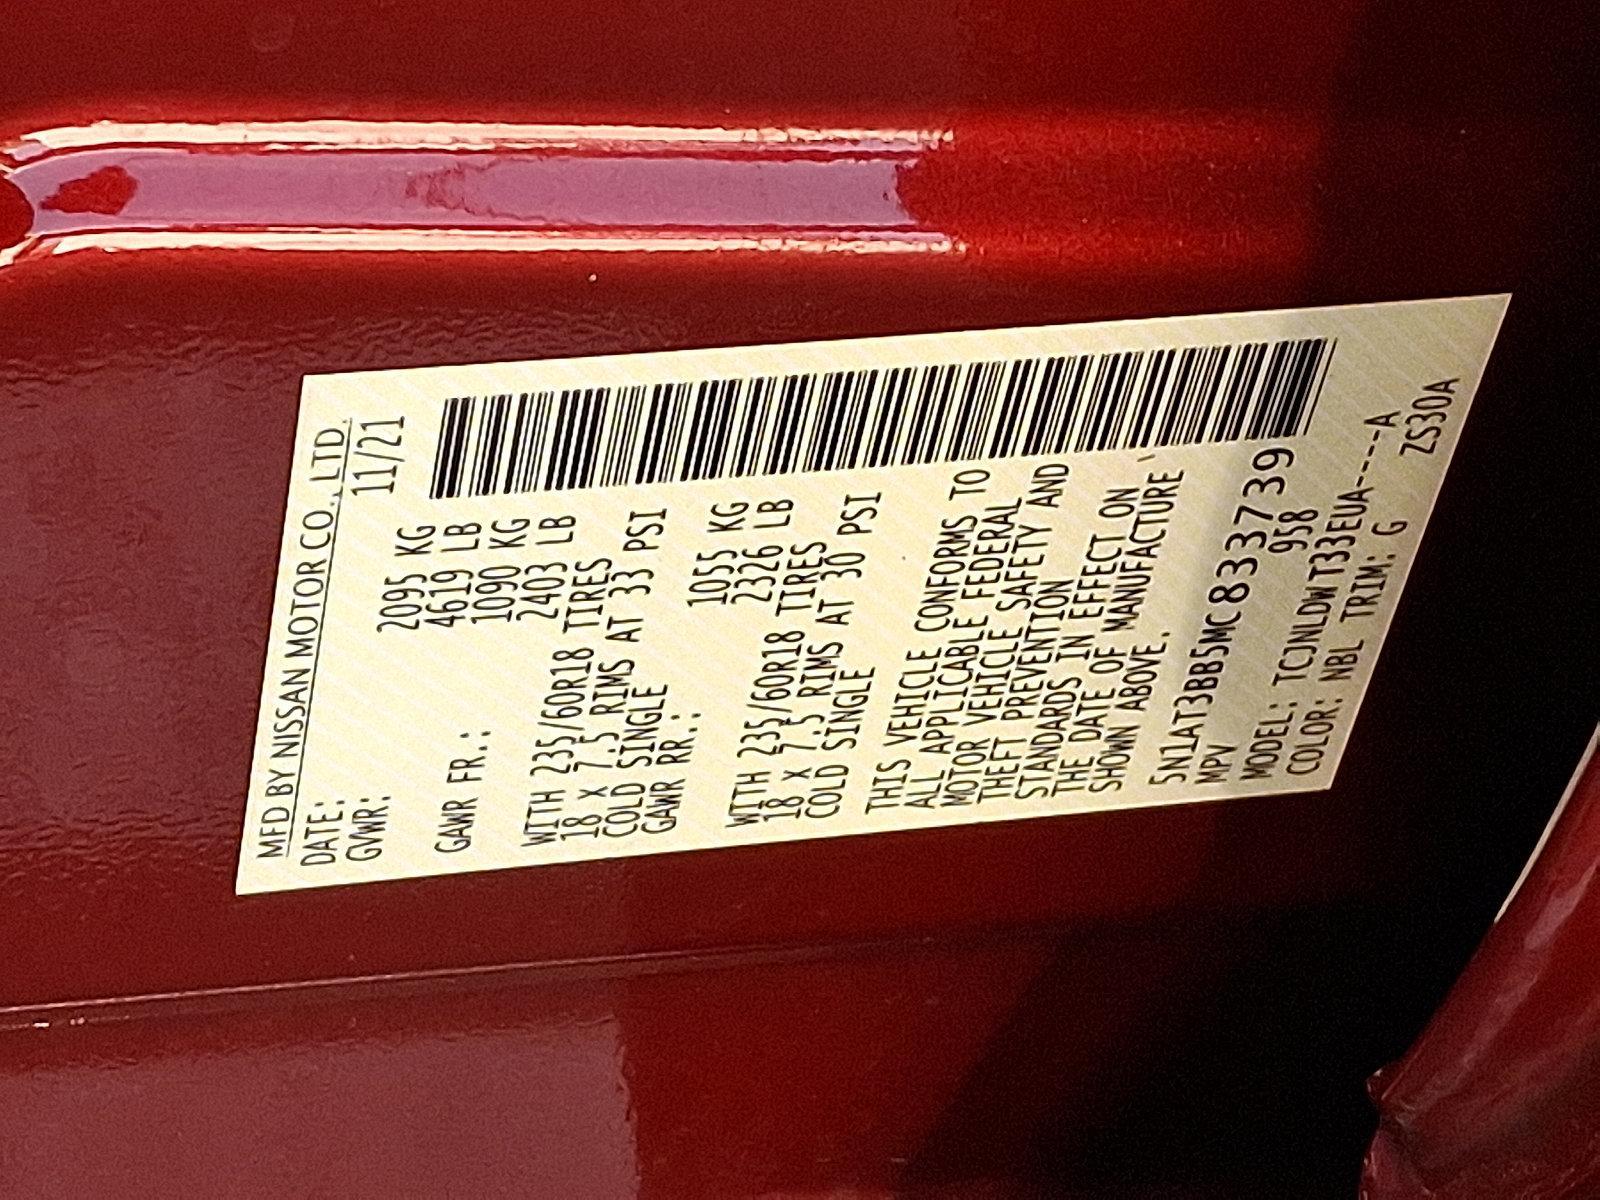 MFD BY NISSAN MOTOR CO., LTD.
DATE: 11/21
GVWR: 2095 KG
4619 LB
GAWR FR.: 1090 KG
2403 LB
WITH 235/60R18 TIRES
18 X 7.5 RIMS AT 33 PSI
COLD SINGLE
GAWR RR.: 1055 KG
2326 LB
WITH 235/60R18 TIRES
18 X 7.5 RIMS AT 30 PSI
COLD SINGLE
THIS VEHICLE CONFORMS TO
ALL APPLICABLE FEDERAL
MOTOR VEHICLE SAFETY AND
THEFT PREVENTION
STANDARDS IN EFFECT ON
THE DATE OF MANUFACTURE
SHOWN ABOVE.
5N1AT3BB5MC833739
MPV 958
MODEL: TCJNLDWT33EUA----A
COLOR: NBL TRIM: G ZS30A